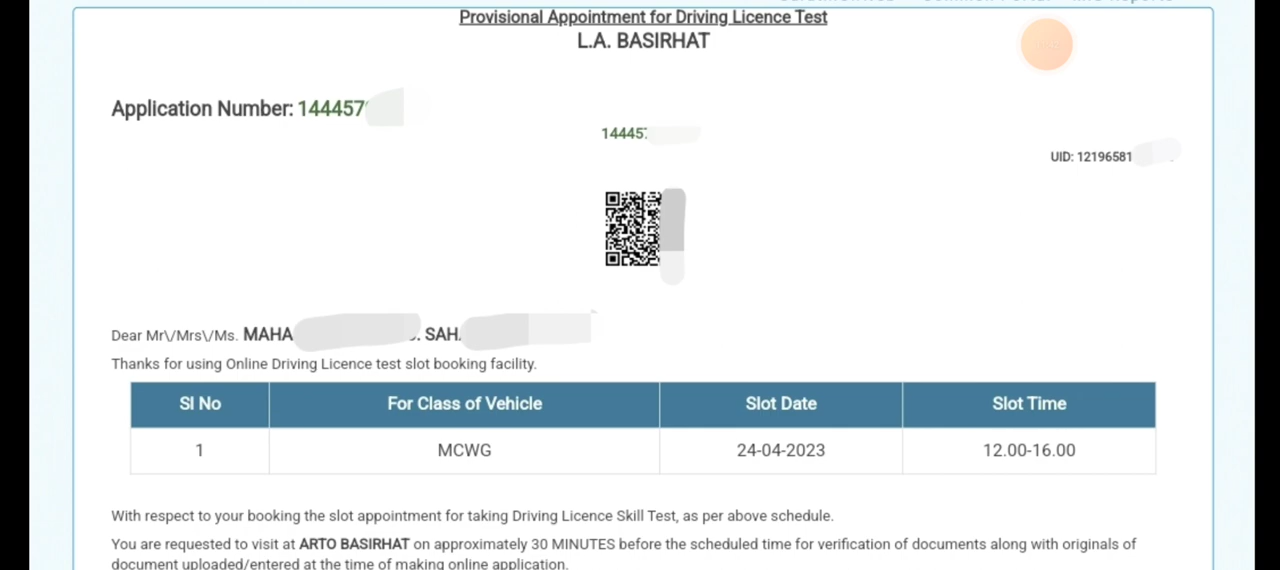 Provisional Appointment for Driving Licence Test
L.A. BASIRHAT
Application Number: 144457
14445
UID: 12196581
Dear Mr\/Mrs\/Ms. MAHA . SAH
Thanks for using Online Driving Licence test slot booking facility.
Sl No For Class of Vehicle Slot Date Slot Time
1 MCWG 24-04-2023 12.00-16.00
With respect to your booking the slot appointment for taking Driving Licence Skill Test, as per above schedule.
You are requested to visit at ARTO BASIRHAT on approximately 30 MINUTES before the scheduled time for verification of documents along with originals of
document uploaded/entered at the time of making online application.